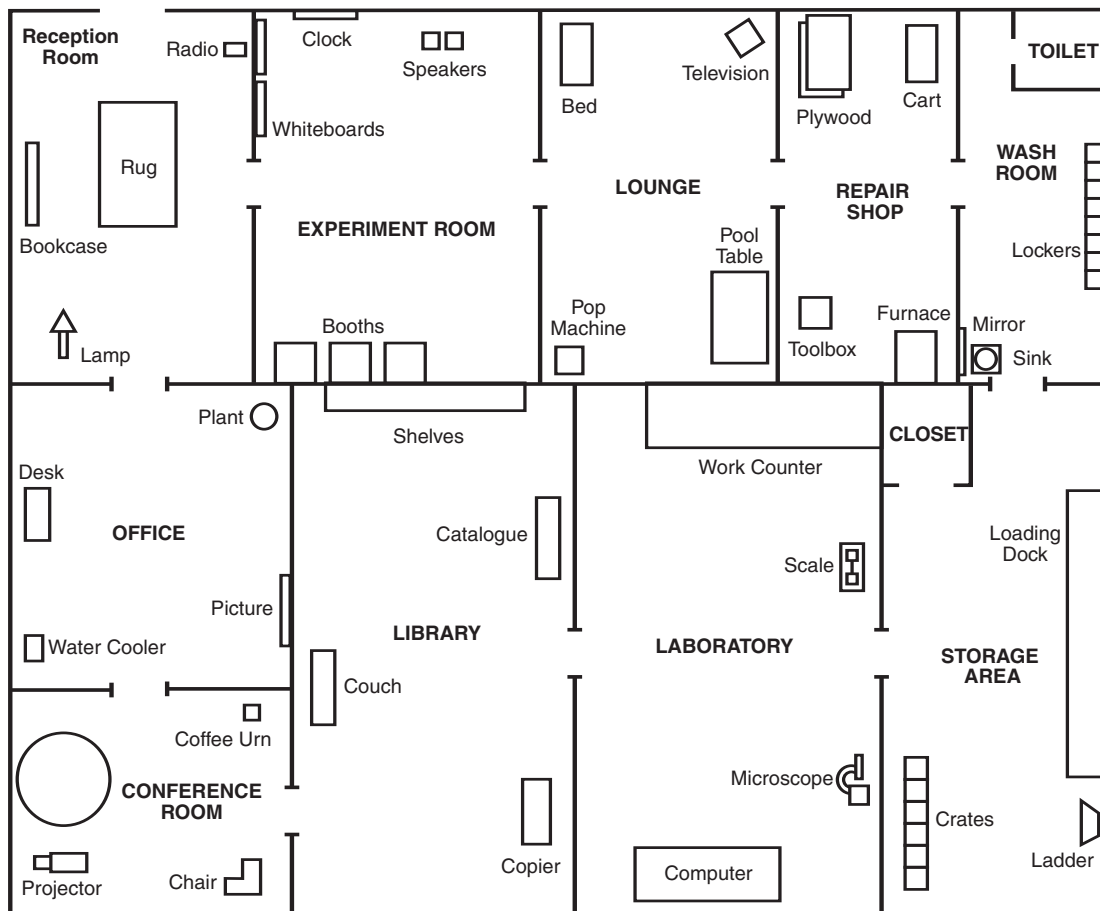 Reception
Room
Radio
Clock
Speakers
Whiteboards
Rug
Bookcase
Lamp
EXPERIMENT ROOM
Booths
Bed
Television
LOUNGE
Pool
Table
Pop
Machine
Plywood
Cart
REPAIR
SHOP
Toolbox
Furnace
TOILET
WASH
ROOM
Lockers
Mirror
Sink
Plant
Desk
OFFICE
Picture
Water Cooler
Shelves
Catalogue
LIBRARY
Couch
Copier
Work Counter
Scale
LABORATORY
Microscope
Computer
CLOSET
Loading
Dock
STORAGE
AREA
Crates
Ladder
Coffee Urn
CONFERENCE
ROOM
Projector
Chair